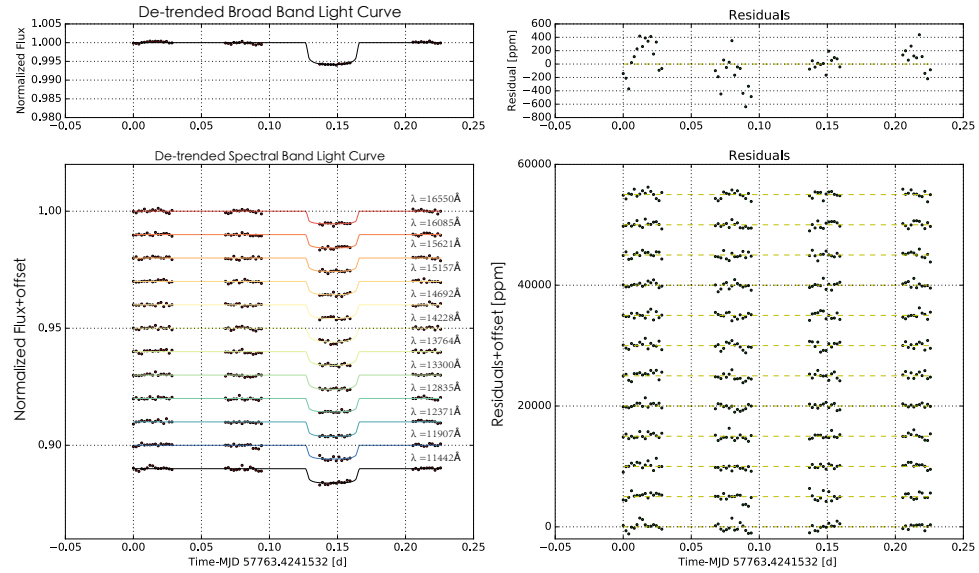 De-trended Broad Band Light Curve
Normalized Flux
1.005
1.000
0.995
0.990
0.985
0.980
−0.05
0.00
0.05
0.10
0.15
0.20
0.25
Residuals
Residual [ppm]
600
400
200
0
−200
−400
−600
−800
−0.05
0.00
0.05
0.10
0.15
0.20
0.25
De-trended Spectral Band Light Curve
Normalized Flux+offset
1.00
0.95
0.90
λ =16550Å
λ =16085Å
λ =15621Å
λ =15157Å
λ =14692Å
λ =14228Å
λ =13764Å
λ =13300Å
λ =12835Å
λ =12371Å
λ =11907Å
λ =11442Å
−0.05
0.00
0.05
0.10
0.15
0.20
0.25
Time-MJD 57763.4241532 [d]
Residuals
Residuals+offset [ppm]
60000
40000
20000
0
−0.05
0.00
0.05
0.10
0.15
0.20
0.25
Time-MJD 57763.4241532 [d]